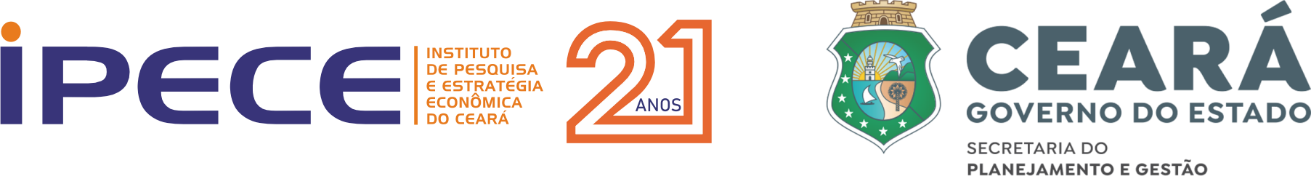 iPECE
INSTITUTO
DE PESQUISA
E ESTRATÉGIA
ECONÔMICA
DO CEARÁ
21
ANOS
CEARÁ
GOVERNO DO ESTADO
SECRETARIA DO
PLANEJAMENTO E GESTÃO